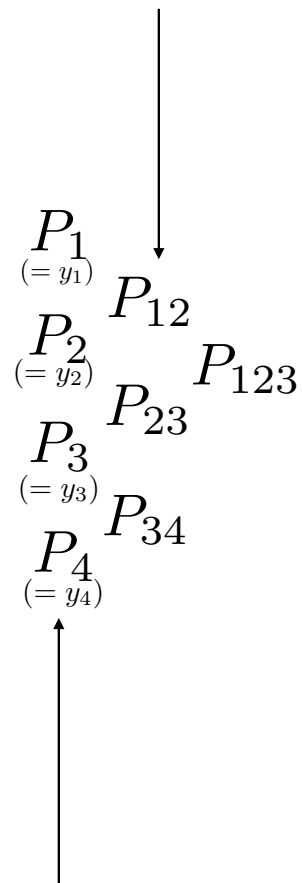 P₁
(= y₁)
P₁₂
P₂
(= y₂)
P₁₂₃
P₂₃
P₃
(= y₃)
P₃₄
P₄
(= y₄)